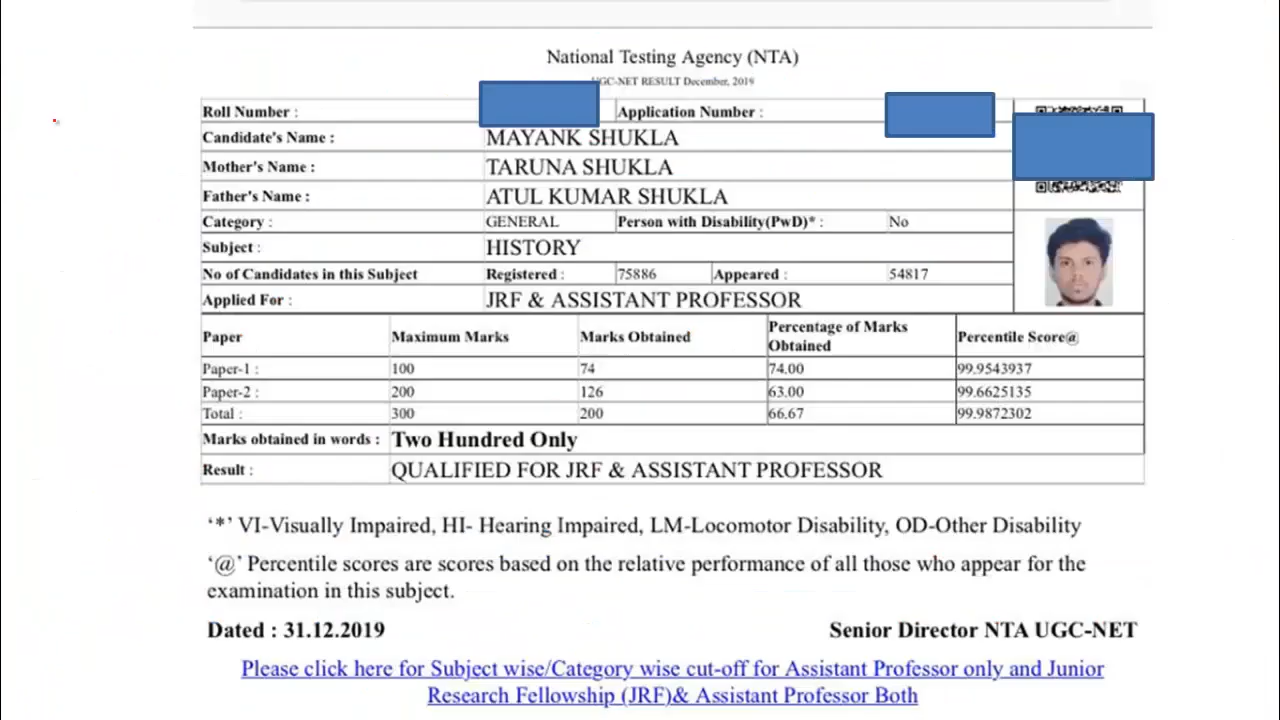 National Testing Agency (NTA)
UGC-NET RESULT December, 2019
Roll Number : Application Number :
Candidate's Name : MAYANK SHUKLA
Mother's Name : TARUNA SHUKLA
Father's Name : ATUL KUMAR SHUKLA
Category : GENERAL Person with Disability(PwD)* : No
Subject : HISTORY
No of Candidates in this Subject Registered : 75886 Appeared : 54817
Applied For : JRF & ASSISTANT PROFESSOR
Paper Maximum Marks Marks Obtained Percentage of Marks Obtained Percentile Score@
Paper-1 : 100 74 74.00 99.9543937
Paper-2 : 200 126 63.00 99.6625135
Total : 300 200 66.67 99.9872302
Marks obtained in words : Two Hundred Only
Result : QUALIFIED FOR JRF & ASSISTANT PROFESSOR
‘*’ VI-Visually Impaired, HI- Hearing Impaired, LM-Locomotor Disability, OD-Other Disability
‘@’ Percentile scores are scores based on the relative performance of all those who appear for the
examination in this subject.
Dated : 31.12.2019 Senior Director NTA UGC-NET
Please click here for Subject wise/Category wise cut-off for Assistant Professor only and Junior
Research Fellowship (JRF)& Assistant Professor Both